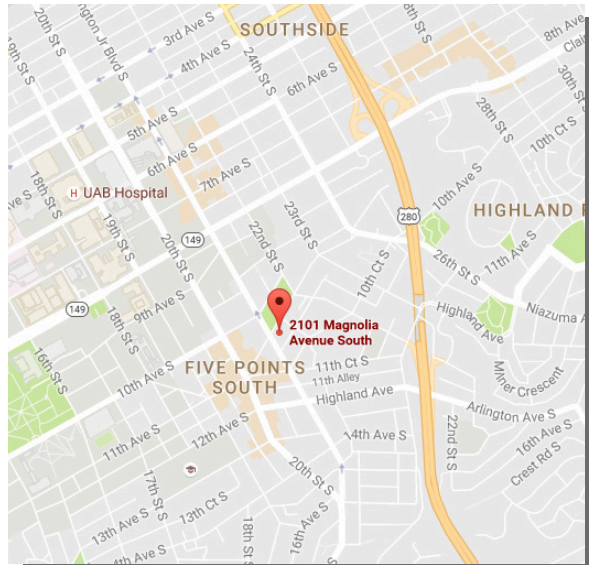 3rd Ave S
SOUTHSIDE
8th Ave S
4th Ave S
24th St S
6th Ave S
30th St S
28th St S
10th Ct S
5th Ave S
6th Ave S
7th Ave S
18th St S
UAB Hospital
19th St S
20th St S
22nd St S
23rd St S
10th Ave S
280
HIGHLAND
149
26th St S
11th Ave S
10th Ct S
149
9th Ave S
18th St S
Highland Ave
Niazuma
2101 Magnolia
Avenue South
16th St S
10th Ave S
FIVE POINTS
SOUTH
11th Ct S
11th Alley
Highland Ave
Milner Crescent
Arlington Ave S
11th Ave S
12th Ave S
14th Ave S
22nd St S
16th Ave S
Crest Rd S
17th St S
20th St S
13th Ct S
13th Ave S
18th St S
16th Ave S
14th Ave S